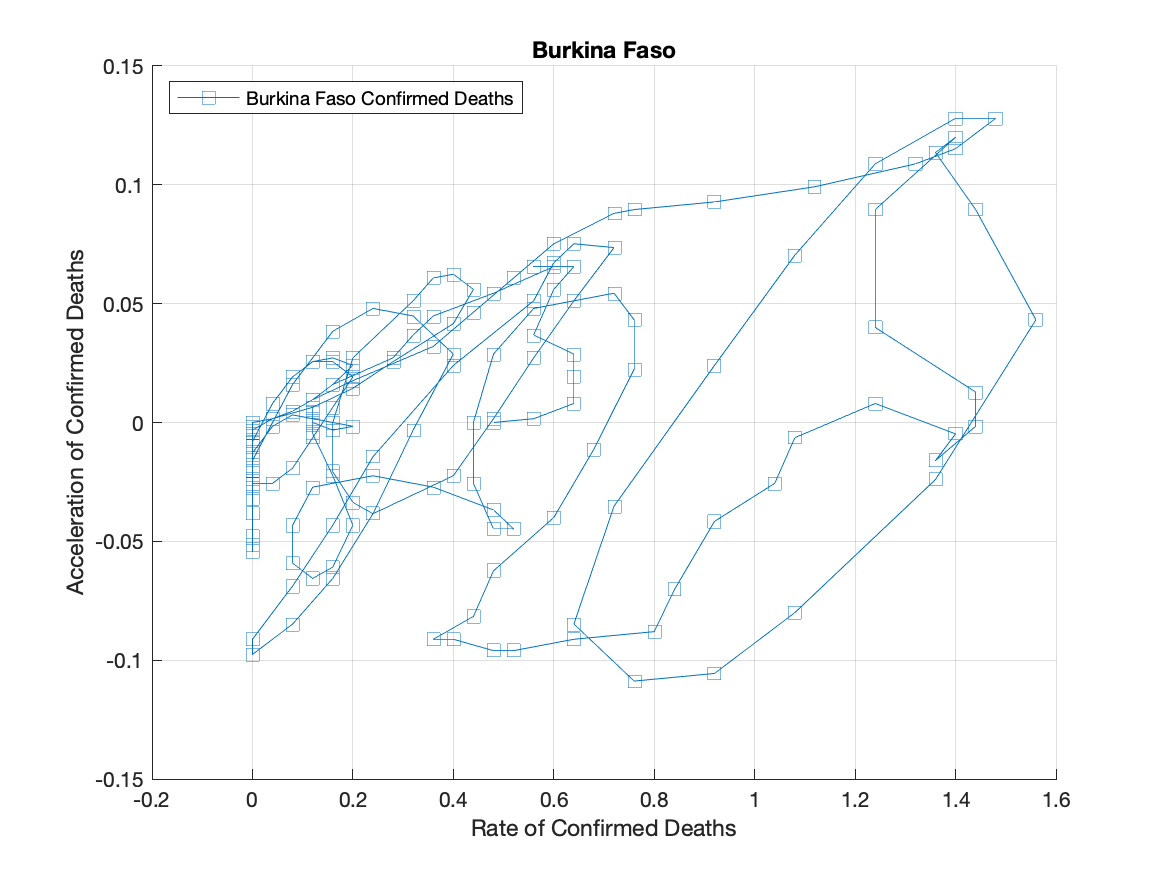 Burkina Faso
0.15
Burkina Faso Confirmed Deaths
0.1
0.05
0
-0.05
-0.1
-0.15
Acceleration of Confirmed Deaths
-0.2 0 0.2 0.4 0.6 0.8 1 1.2 1.4 1.6
Rate of Confirmed Deaths